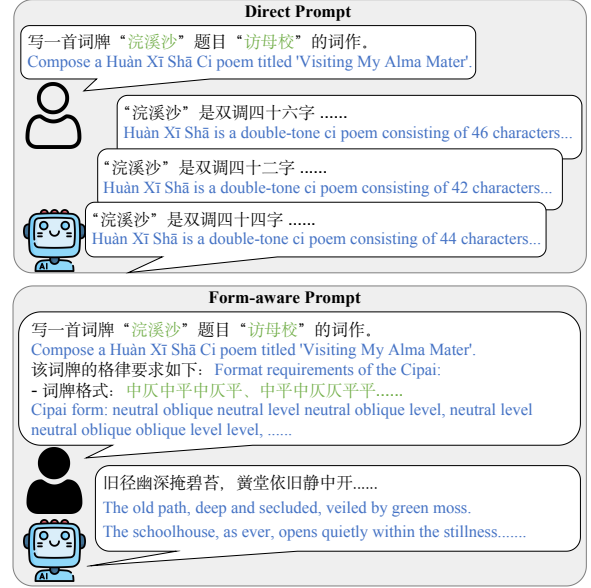 Direct Prompt
写一首词牌“浣溪沙”题目“访母校”的词作。
Compose a Huàn Xī Shā Ci poem titled 'Visiting My Alma Mater'.
“浣溪沙”是双调四十六字 ......
Huàn Xī Shā is a double-tone ci poem consisting of 46 characters...
“浣溪沙”是双调四十二字 ......
Huàn Xī Shā is a double-tone ci poem consisting of 42 characters...
“浣溪沙”是双调四十四字 ......
Huàn Xī Shā is a double-tone ci poem consisting of 44 characters...
AI
Form-aware Prompt
写一首词牌“浣溪沙”题目“访母校”的词作。
Compose a Huàn Xī Shā Ci poem titled 'Visiting My Alma Mater'.
该词牌的格律要求如下：Format requirements of the Cipai:
- 词牌格式：中仄中平中仄平、中平中仄仄平平......
Cipai form: neutral oblique neutral level neutral oblique level, neutral level
neutral oblique oblique level level, ......
旧径幽深掩碧苔，黉堂依旧静中开......
The old path, deep and secluded, veiled by green moss.
The schoolhouse, as ever, opens quietly within the stillness.......
AI